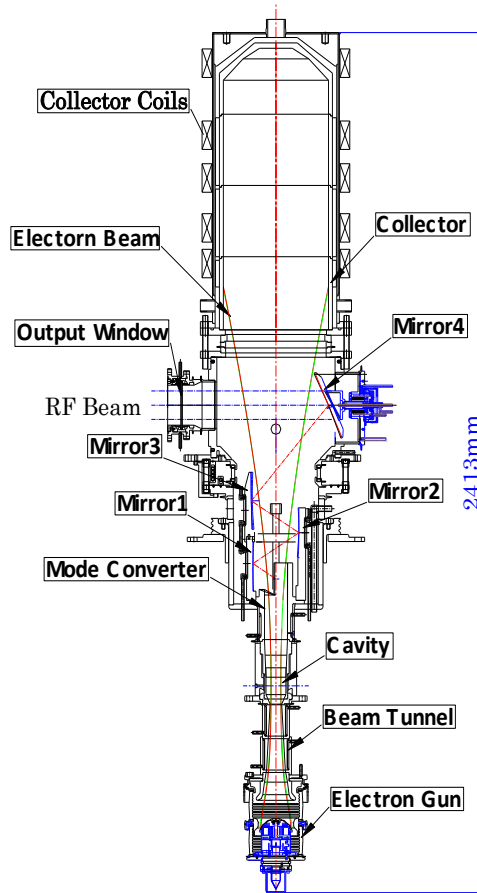 Collector Coils
Collector
Electorn Beam
Mirror4
Output Window
RF Beam
Mirror3
Mirror2
2413mm
Mirror1
Mode Converter
Cavity
Beam Tunnel
Electron Gun